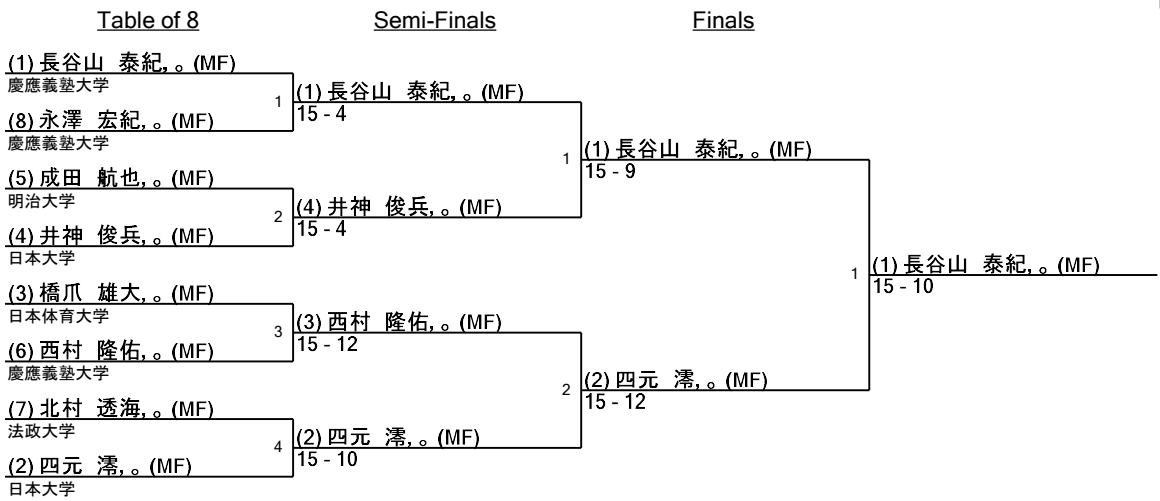 Table of 8
Semi-Finals
Finals
(1) 長谷山　泰紀, 。(MF)
慶應義塾大学
(8) 永澤　宏紀, 。(MF)
慶應義塾大学
(5) 成田　航也, 。(MF)
明治大学
(4) 井神　俊兵, 。(MF)
日本大学
(3) 橋爪　雄大, 。(MF)
日本体育大学
(6) 西村　隆佑, 。(MF)
慶應義塾大学
(7) 北村　透海, 。(MF)
法政大学
(2) 四元　澪, 。(MF)
日本大学
1
(1) 長谷山　泰紀, 。(MF)
15 - 4
2
(4) 井神　俊兵, 。(MF)
15 - 4
3
(3) 西村　隆佑, 。(MF)
15 - 12
4
(2) 四元　澪, 。(MF)
15 - 10
1
(1) 長谷山　泰紀, 。(MF)
15 - 9
2
(2) 四元　澪, 。(MF)
15 - 12
1
(1) 長谷山　泰紀, 。(MF)
15 - 10